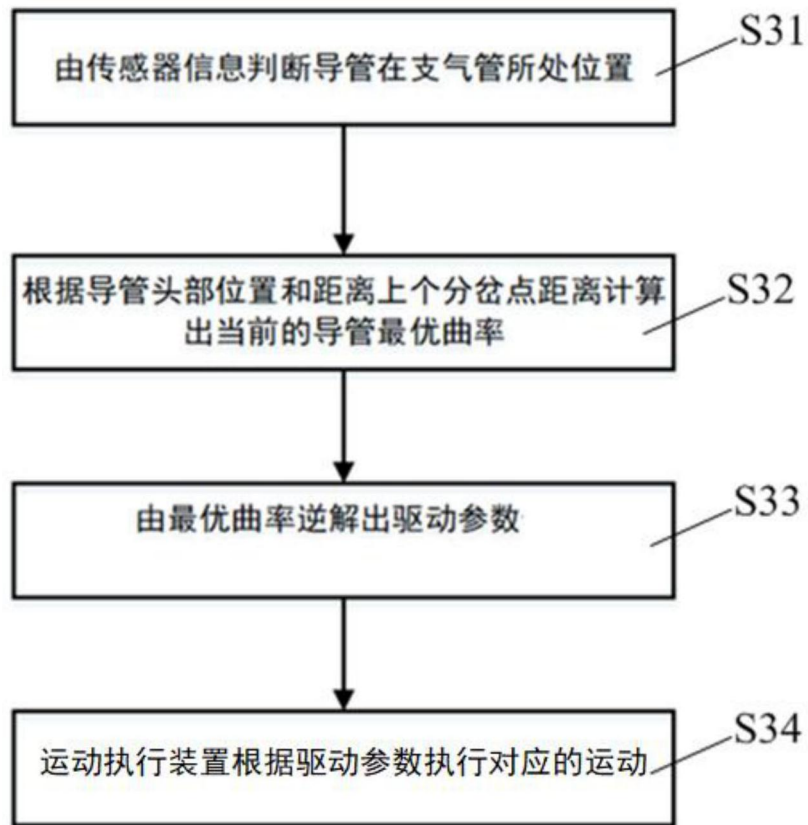 S31
由传感器信息判断导管在支气管所处位置
S32
根据导管头部位置和距离上个分岔点距离计算
出当前的导管最优曲率
S33
由最优曲率逆解出驱动参数
S34
运动执行装置根据驱动参数执行对应的运动